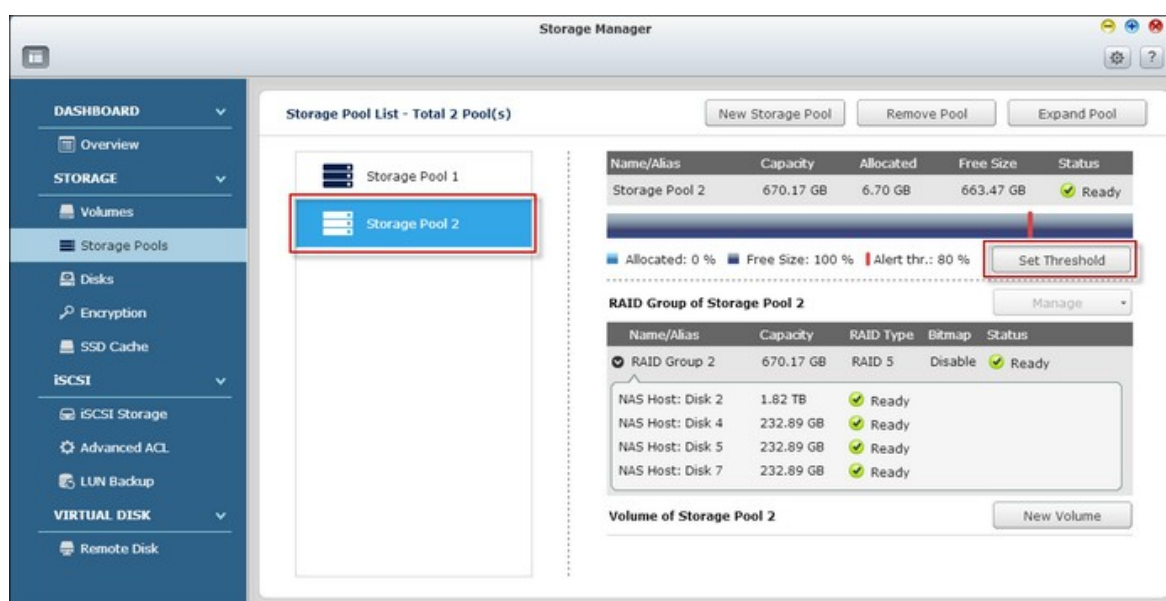 Storage Manager
?
DASHBOARD
Overview
STORAGE
Volumes
Storage Pools
Disks
Encryption
SSD Cache
iSCSI
iSCSI Storage
Advanced ACL
LUN Backup
VIRTUAL DISK
Remote Disk
Storage Pool List - Total 2 Pool(s)
New Storage Pool
Remove Pool
Expand Pool
Storage Pool 1
Storage Pool 2
Name/Alias Capacity Allocated Free Size Status
Storage Pool 2 670.17 GB 6.70 GB 663.47 GB Ready
Allocated: 0 % Free Size: 100 % Alert thr.: 80 % Set Threshold
RAID Group of Storage Pool 2 Manage
Name/Alias Capacity RAID Type Bitmap Status
RAID Group 2 670.17 GB RAID 5 Disable Ready
NAS Host: Disk 2 1.82 TB Ready
NAS Host: Disk 4 232.89 GB Ready
NAS Host: Disk 5 232.89 GB Ready
NAS Host: Disk 7 232.89 GB Ready
Volume of Storage Pool 2 New Volume